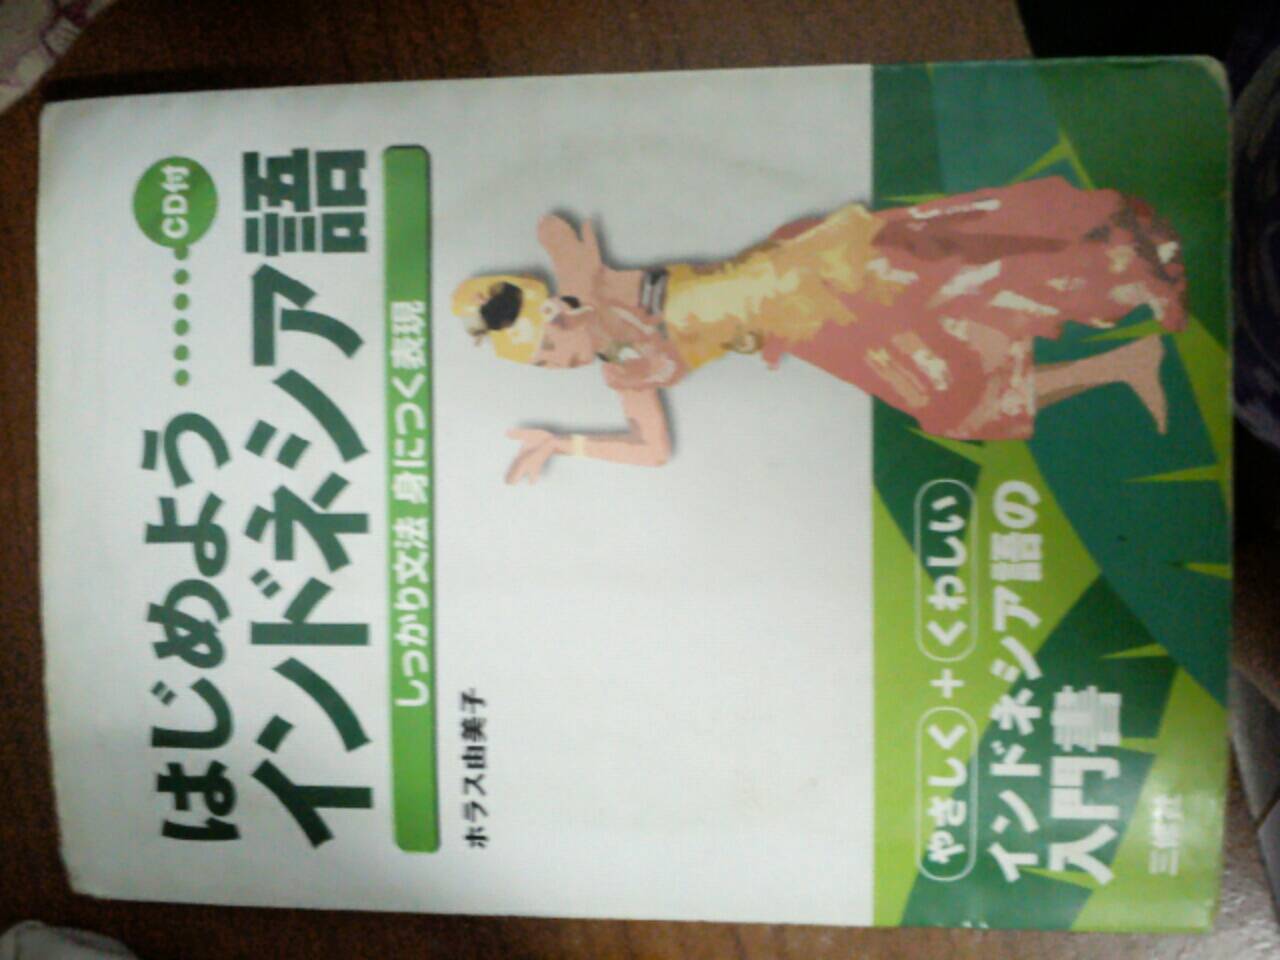 はじめよう
CD付
インドネシア語
しっかり文法 身につく表現
ホラス由美子
やさしく + くわしい
インドネシア語の
入門書
三修社